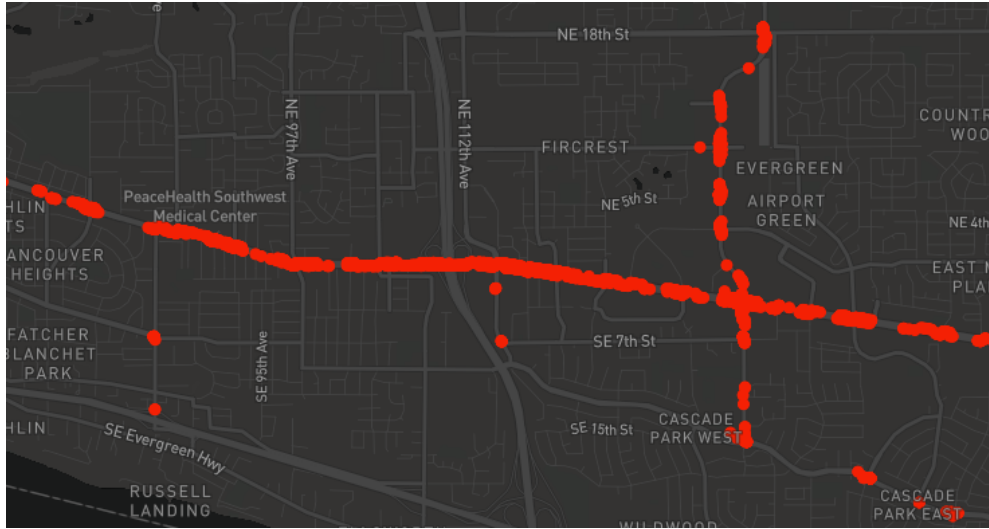 NE 18th St
COUNTR
WOO
NE 97th Ave
NE 112th Ave
FIRCREST
EVERGREEN
PeaceHealth Southwest
Medical Center
NE 5th St
AIRPORT
GREEN
HLIN
TS
NE 4th
ANCOUVER
HEIGHTS
EAST M
PLA
FATCHER
BLANCHET
PARK
SE 95th Ave
SE 7th St
HLIN
SE Evergreen Hwy
SE 15th St
CASCADE
PARK WEST
RUSSELL
LANDING
CASCADE
PARK EAST
WILDWOOD